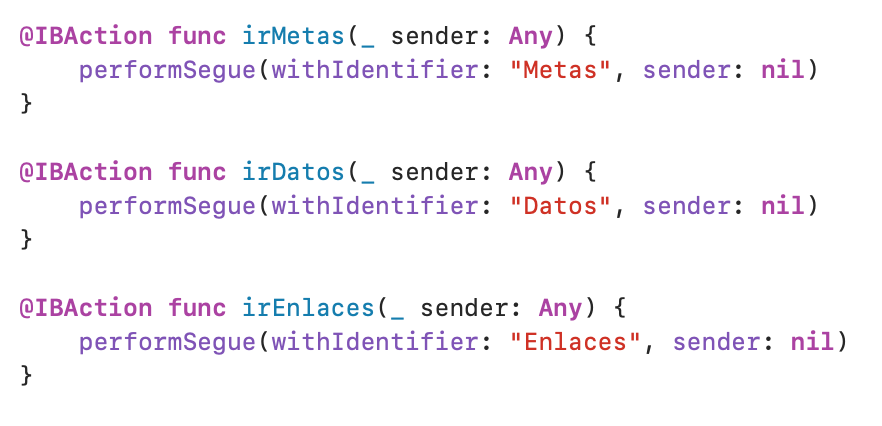 @IBAction func irMetas(_ sender: Any) {
    performSegue(withIdentifier: "Metas", sender: nil)
}

@IBAction func irDatos(_ sender: Any) {
    performSegue(withIdentifier: "Datos", sender: nil)
}

@IBAction func irEnlaces(_ sender: Any) {
    performSegue(withIdentifier: "Enlaces", sender: nil)
}